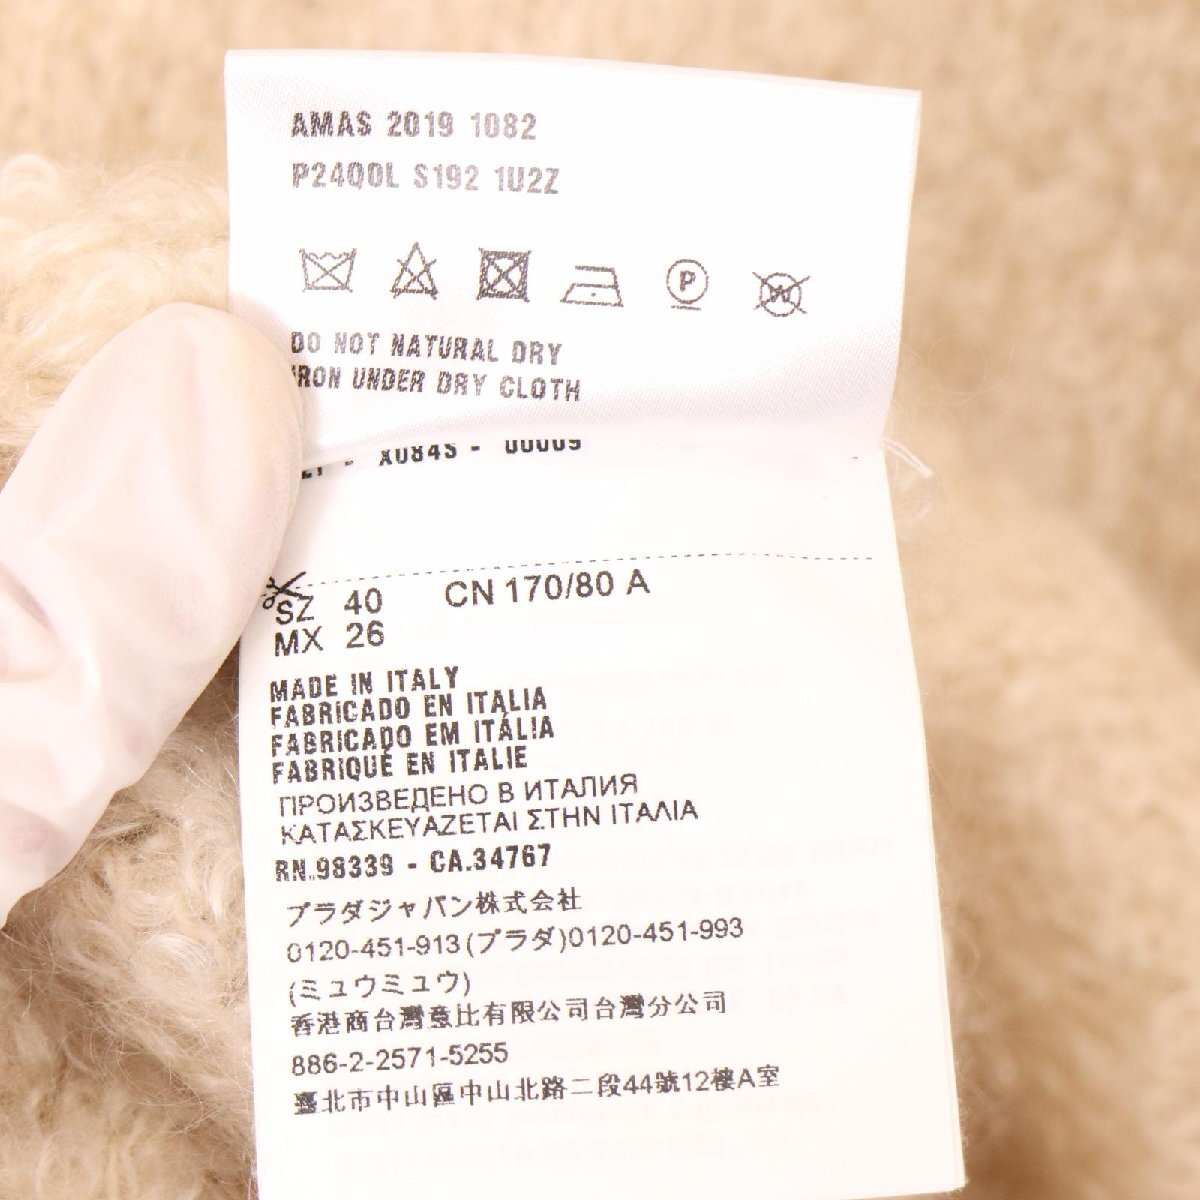 AMAS 2019 1082
P24Q0L S192 1U2Z
P
W
DO NOT NATURAL DRY
IRON UNDER DRY CLOTH
X084S - 00009
SZ 40 CN 170/80 A
MX 26
MADE IN ITALY
FABRICADO EN ITALIA
FABRICADO EM ITÁLIA
FABRIQUÉ EN ITALIE
ПРОИЗВЕДЕНО В ИТАЛИЯ
ΚΑΤΑΣΚΕΥΑΖΕΤΑΙ ΣΤΗΝ ΙΤΑΛΙΑ
RN.98339 - CA.34767
プラダジャパン株式会社
0120-451-913(プラダ)0120-451-993
(ミュウミュウ)
香港商台灣意比有限公司台灣分公司
886-2-2571-5255
臺北市中山區中山北路二段44號12樓A室